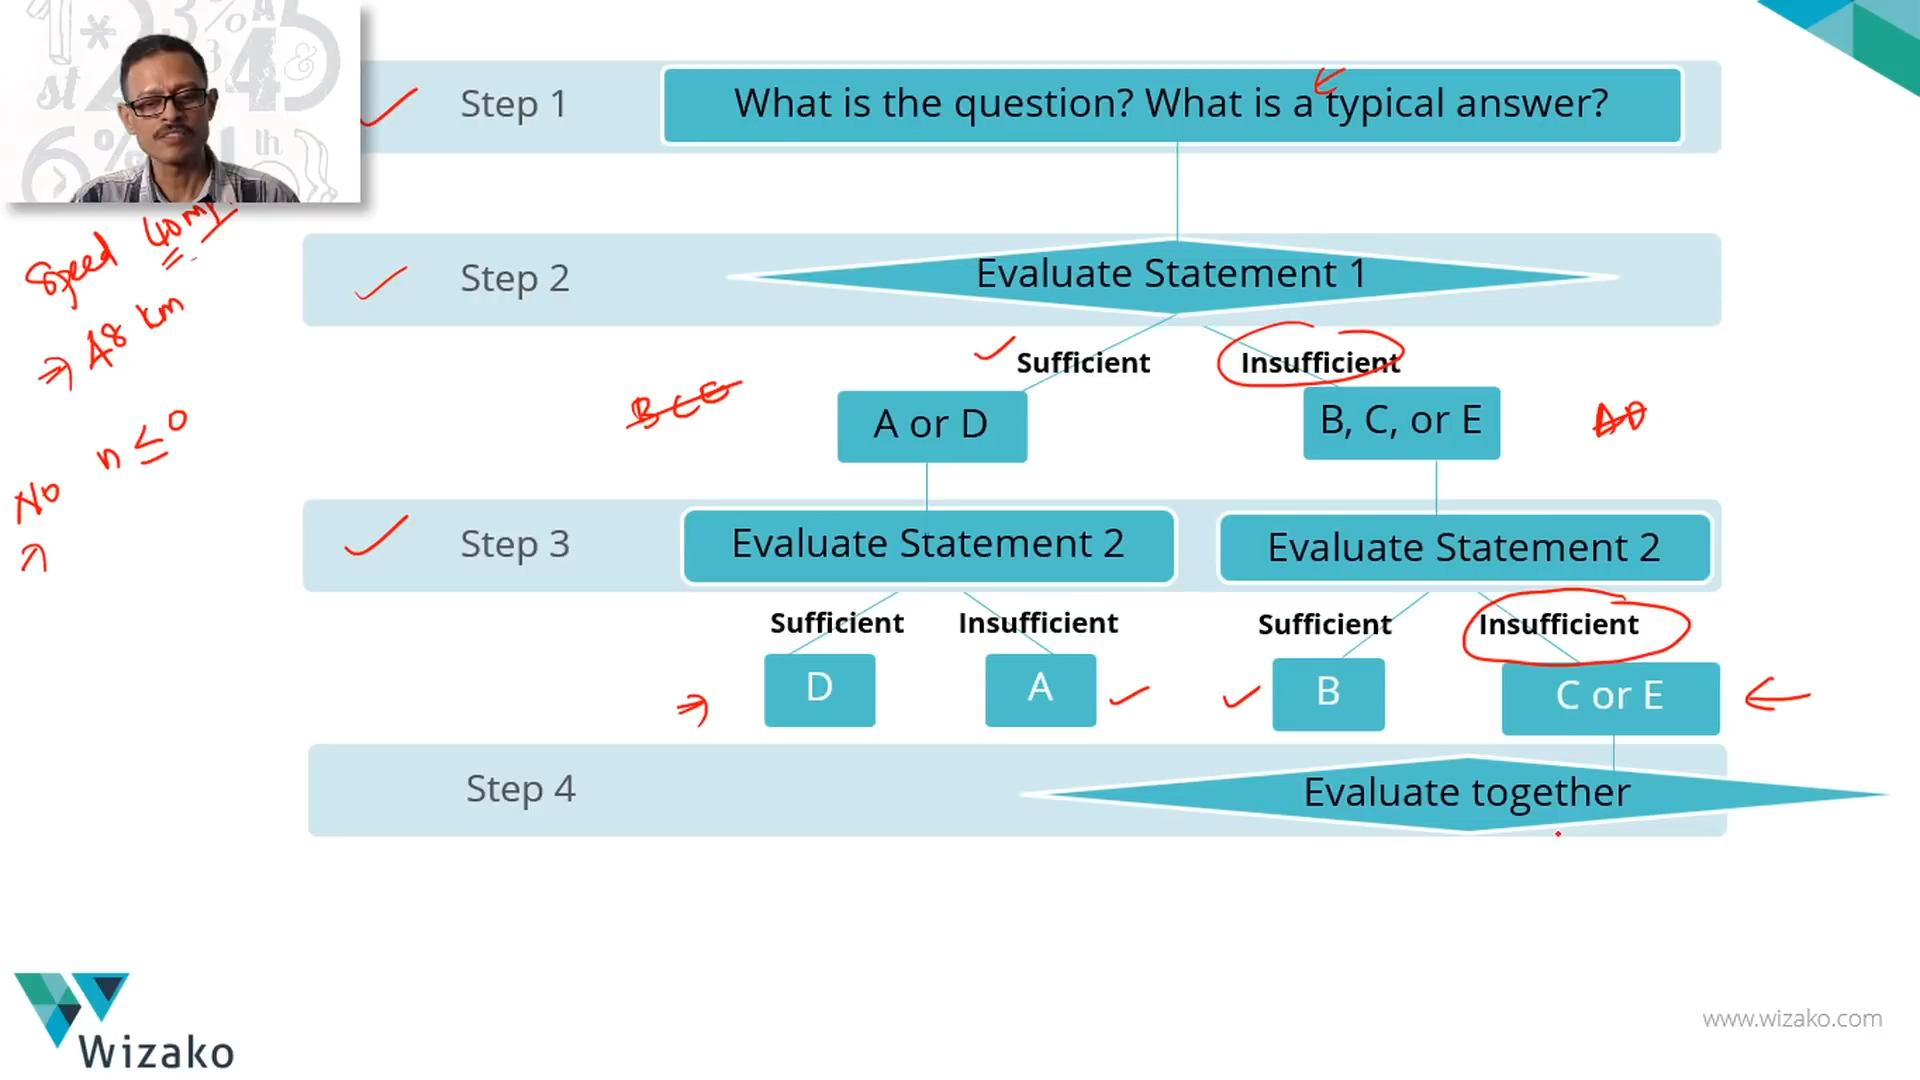 Step 1
What is the question? What is a typical answer?
Speed 40
⇒ 48 km
n ≤ 0
No
Step 2
Evaluate Statement 1
Sufficient
Insufficient
B C E
A or D
B, C, or E
A D
Step 3
Evaluate Statement 2
Evaluate Statement 2
Sufficient
Insufficient
Sufficient
Insufficient
D
A
B
C or E
Step 4
Evaluate together
Wizako
www.wizako.com